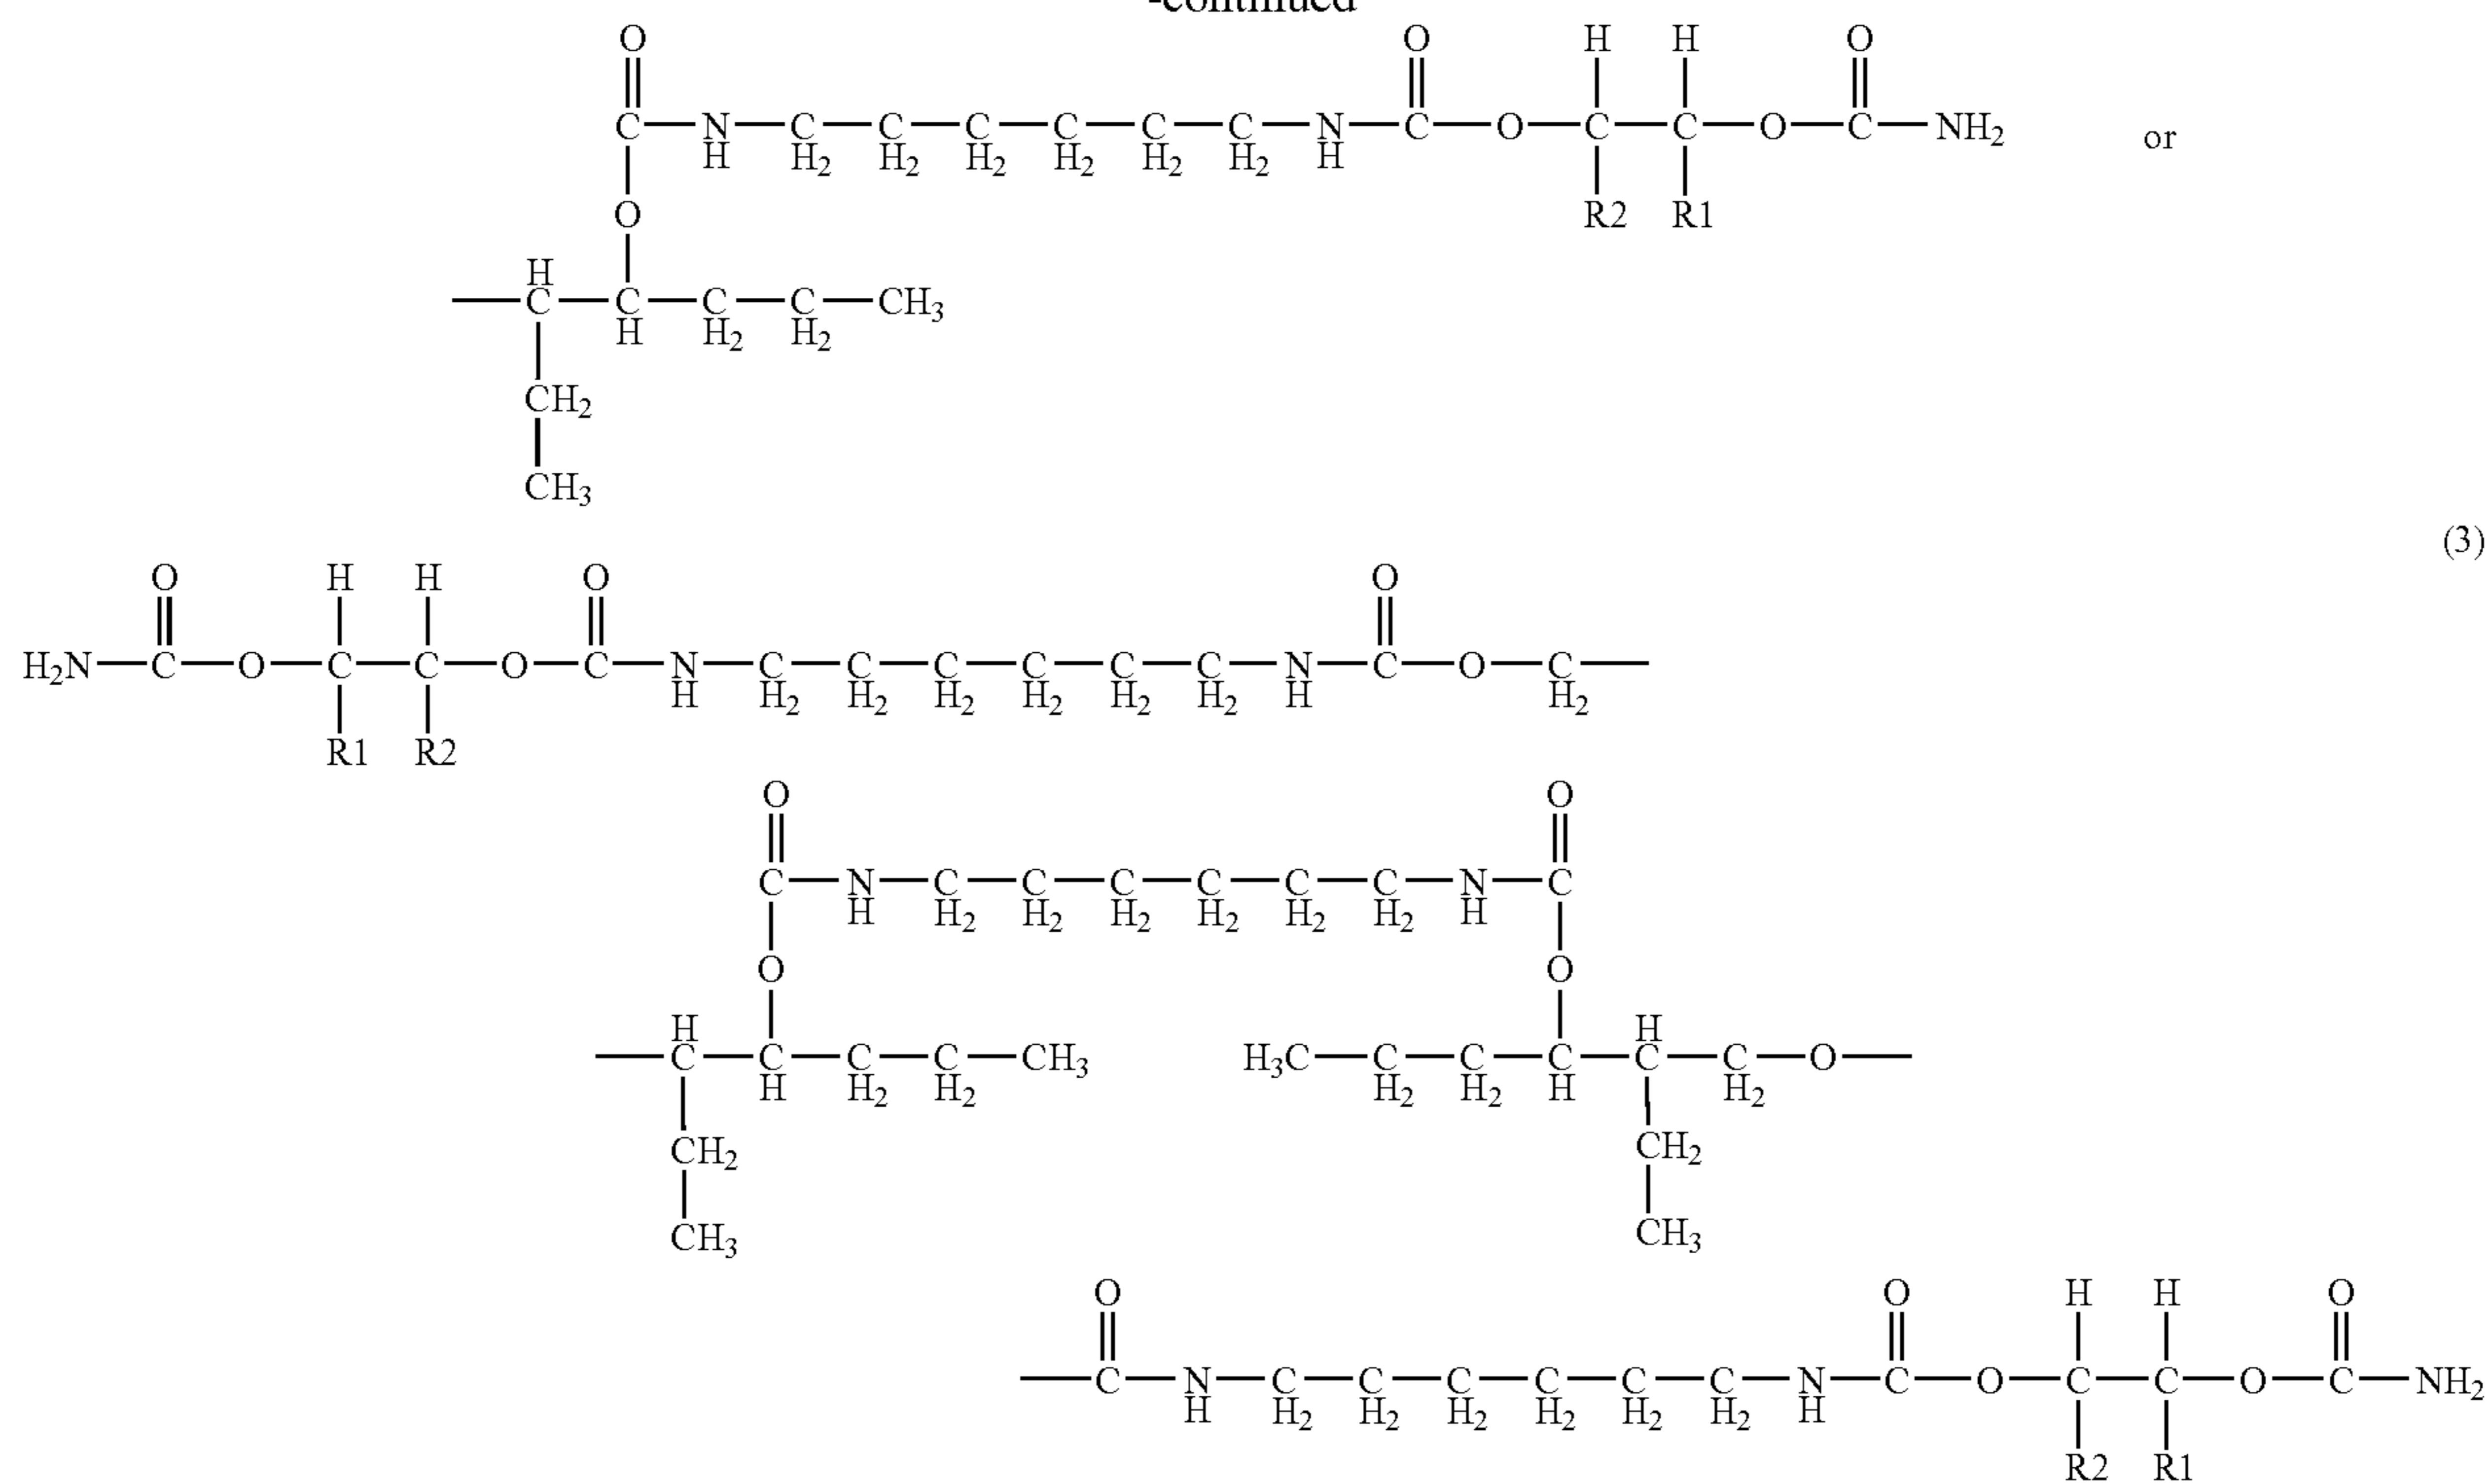 -continued
O O H H O
C N C C C C C C N C O C C O C NH2 or
H H2 H2 H2 H2 H2 H2 H
O R2 R1
H
C C C C CH3
H H2 H2
CH2
CH3
(3)
O H H O O
H2N C O C C O C N C C C C C C N C O C
H H2 H2 H2 H2 H2 H2 H H2
R1 R2
O O
C N C C C C C C N C
H H2 H2 H2 H2 H2 H2 H
O O
H H
C C C C CH3 H3C C C C C C O
H H2 H2 H2 H2 H H2
CH2 CH2
CH3 CH3
O O H H O
C N C C C C C C N C O C C O C NH2
H H2 H2 H2 H2 H2 H2 H
R2 R1